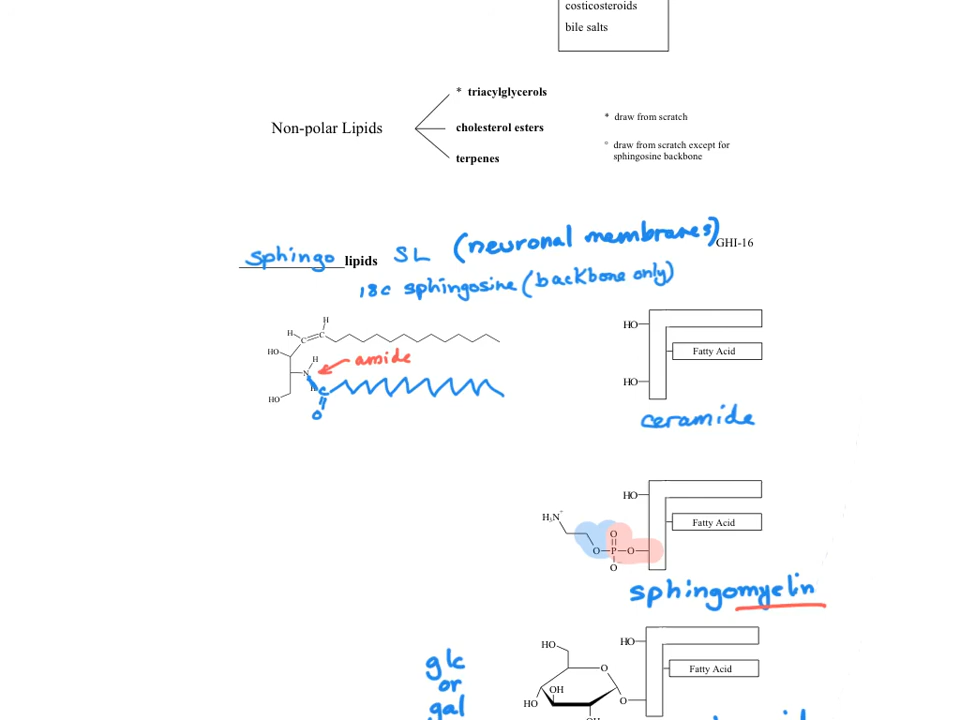 costicosteroids
bile salts
* triacylglycerols
Non-polar Lipids
cholesterol esters
terpenes
* draw from scratch
* draw from scratch except for
sphingosine backbone
Sphingo lipids SL (neuronal membranes) GHI-16
18c sphingosine (backbone only)
H
H
C
C
HO
H
N
amide
HO
C
O
HO
Fatty Acid
HO
ceramide
HO
Fatty Acid
H₃N
O
O
P
O
O
sphingomyelin
HO
Fatty Acid
HO
O
OH
HO
O
OH
glc
or
gal